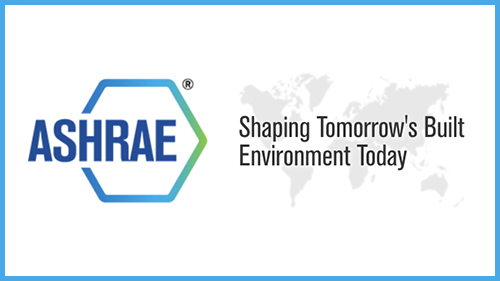 ASHRAE®
Shaping Tomorrow's Built
Environment Today